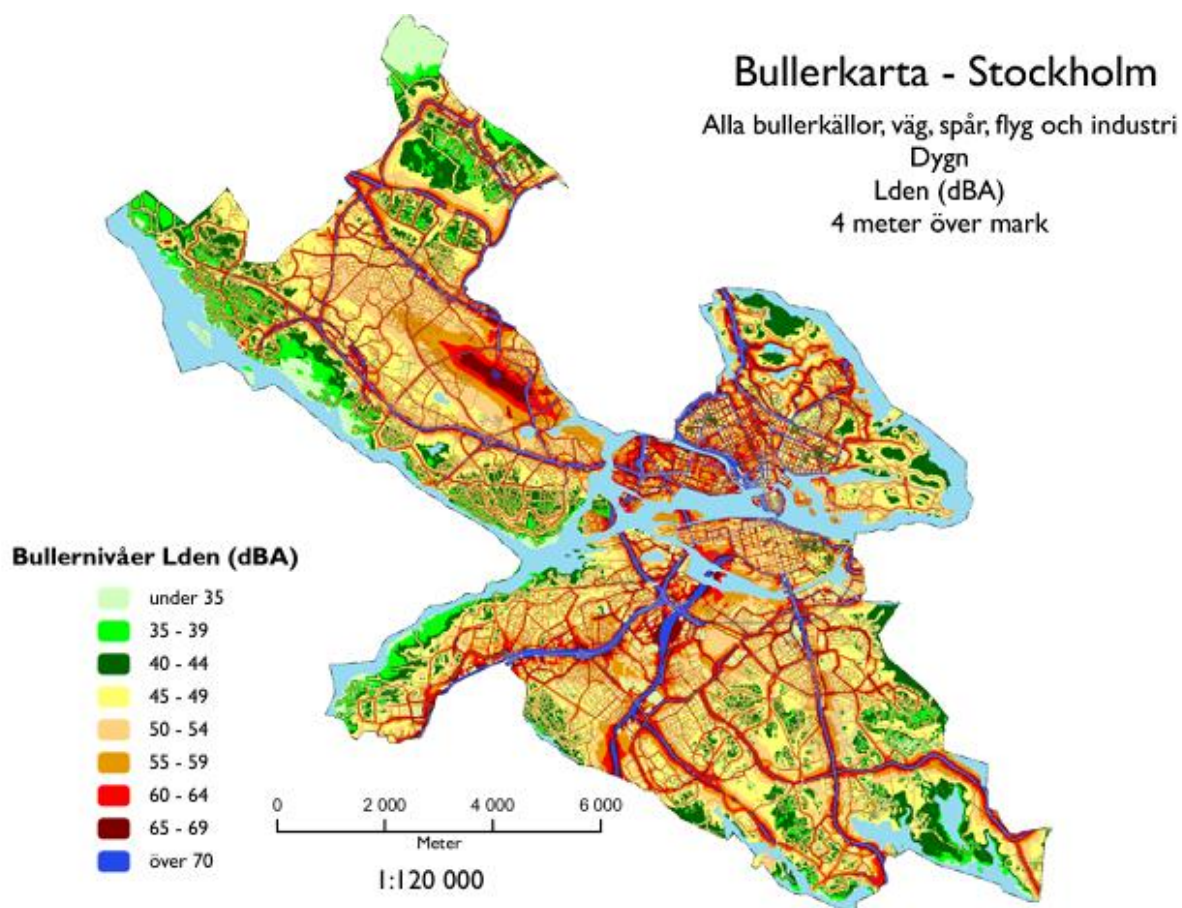 Bullerkarta - Stockholm
Alla bullerkällor, väg, spår, flyg och industri
Dygn
Lden (dBA)
4 meter över mark
Bullernivåer Lden (dBA)
under 35
35 - 39
40 - 44
45 - 49
50 - 54
55 - 59
60 - 64
65 - 69
över 70
0 2 000 4 000 6 000
Meter
1:120 000